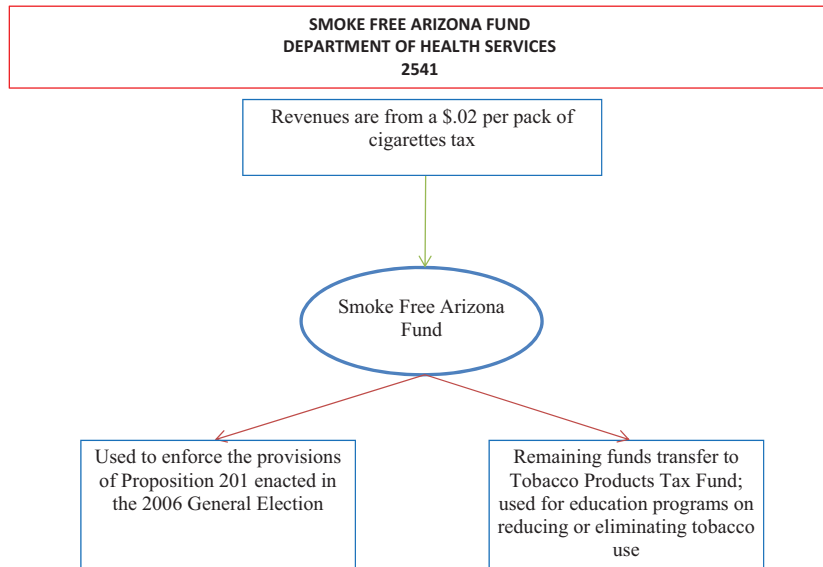 SMOKE FREE ARIZONA FUND
DEPARTMENT OF HEALTH SERVICES
2541
Revenues are from a $.02 per pack of
cigarettes tax
Smoke Free Arizona
Fund
Used to enforce the provisions
of Proposition 201 enacted in
the 2006 General Election
Remaining funds transfer to
Tobacco Products Tax Fund;
used for education programs on
reducing or eliminating tobacco
use